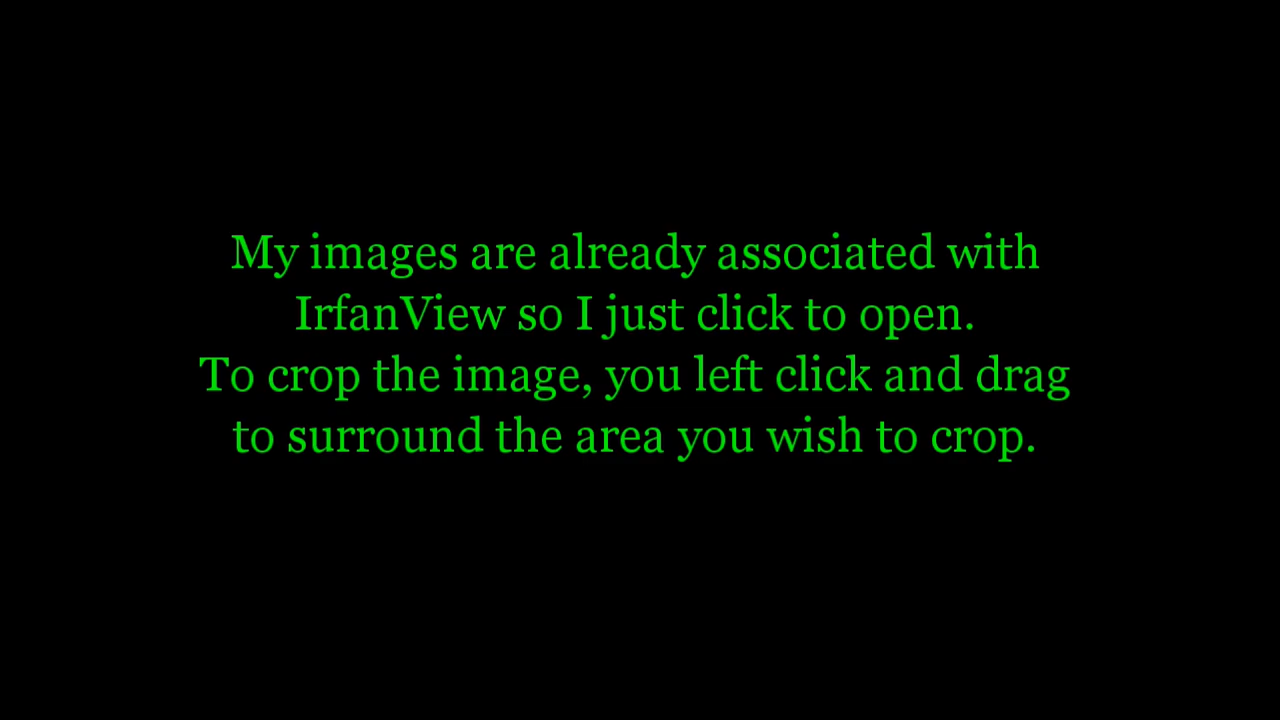 My images are already associated with
IrfanView so I just click to open.
To crop the image, you left click and drag
to surround the area you wish to crop.